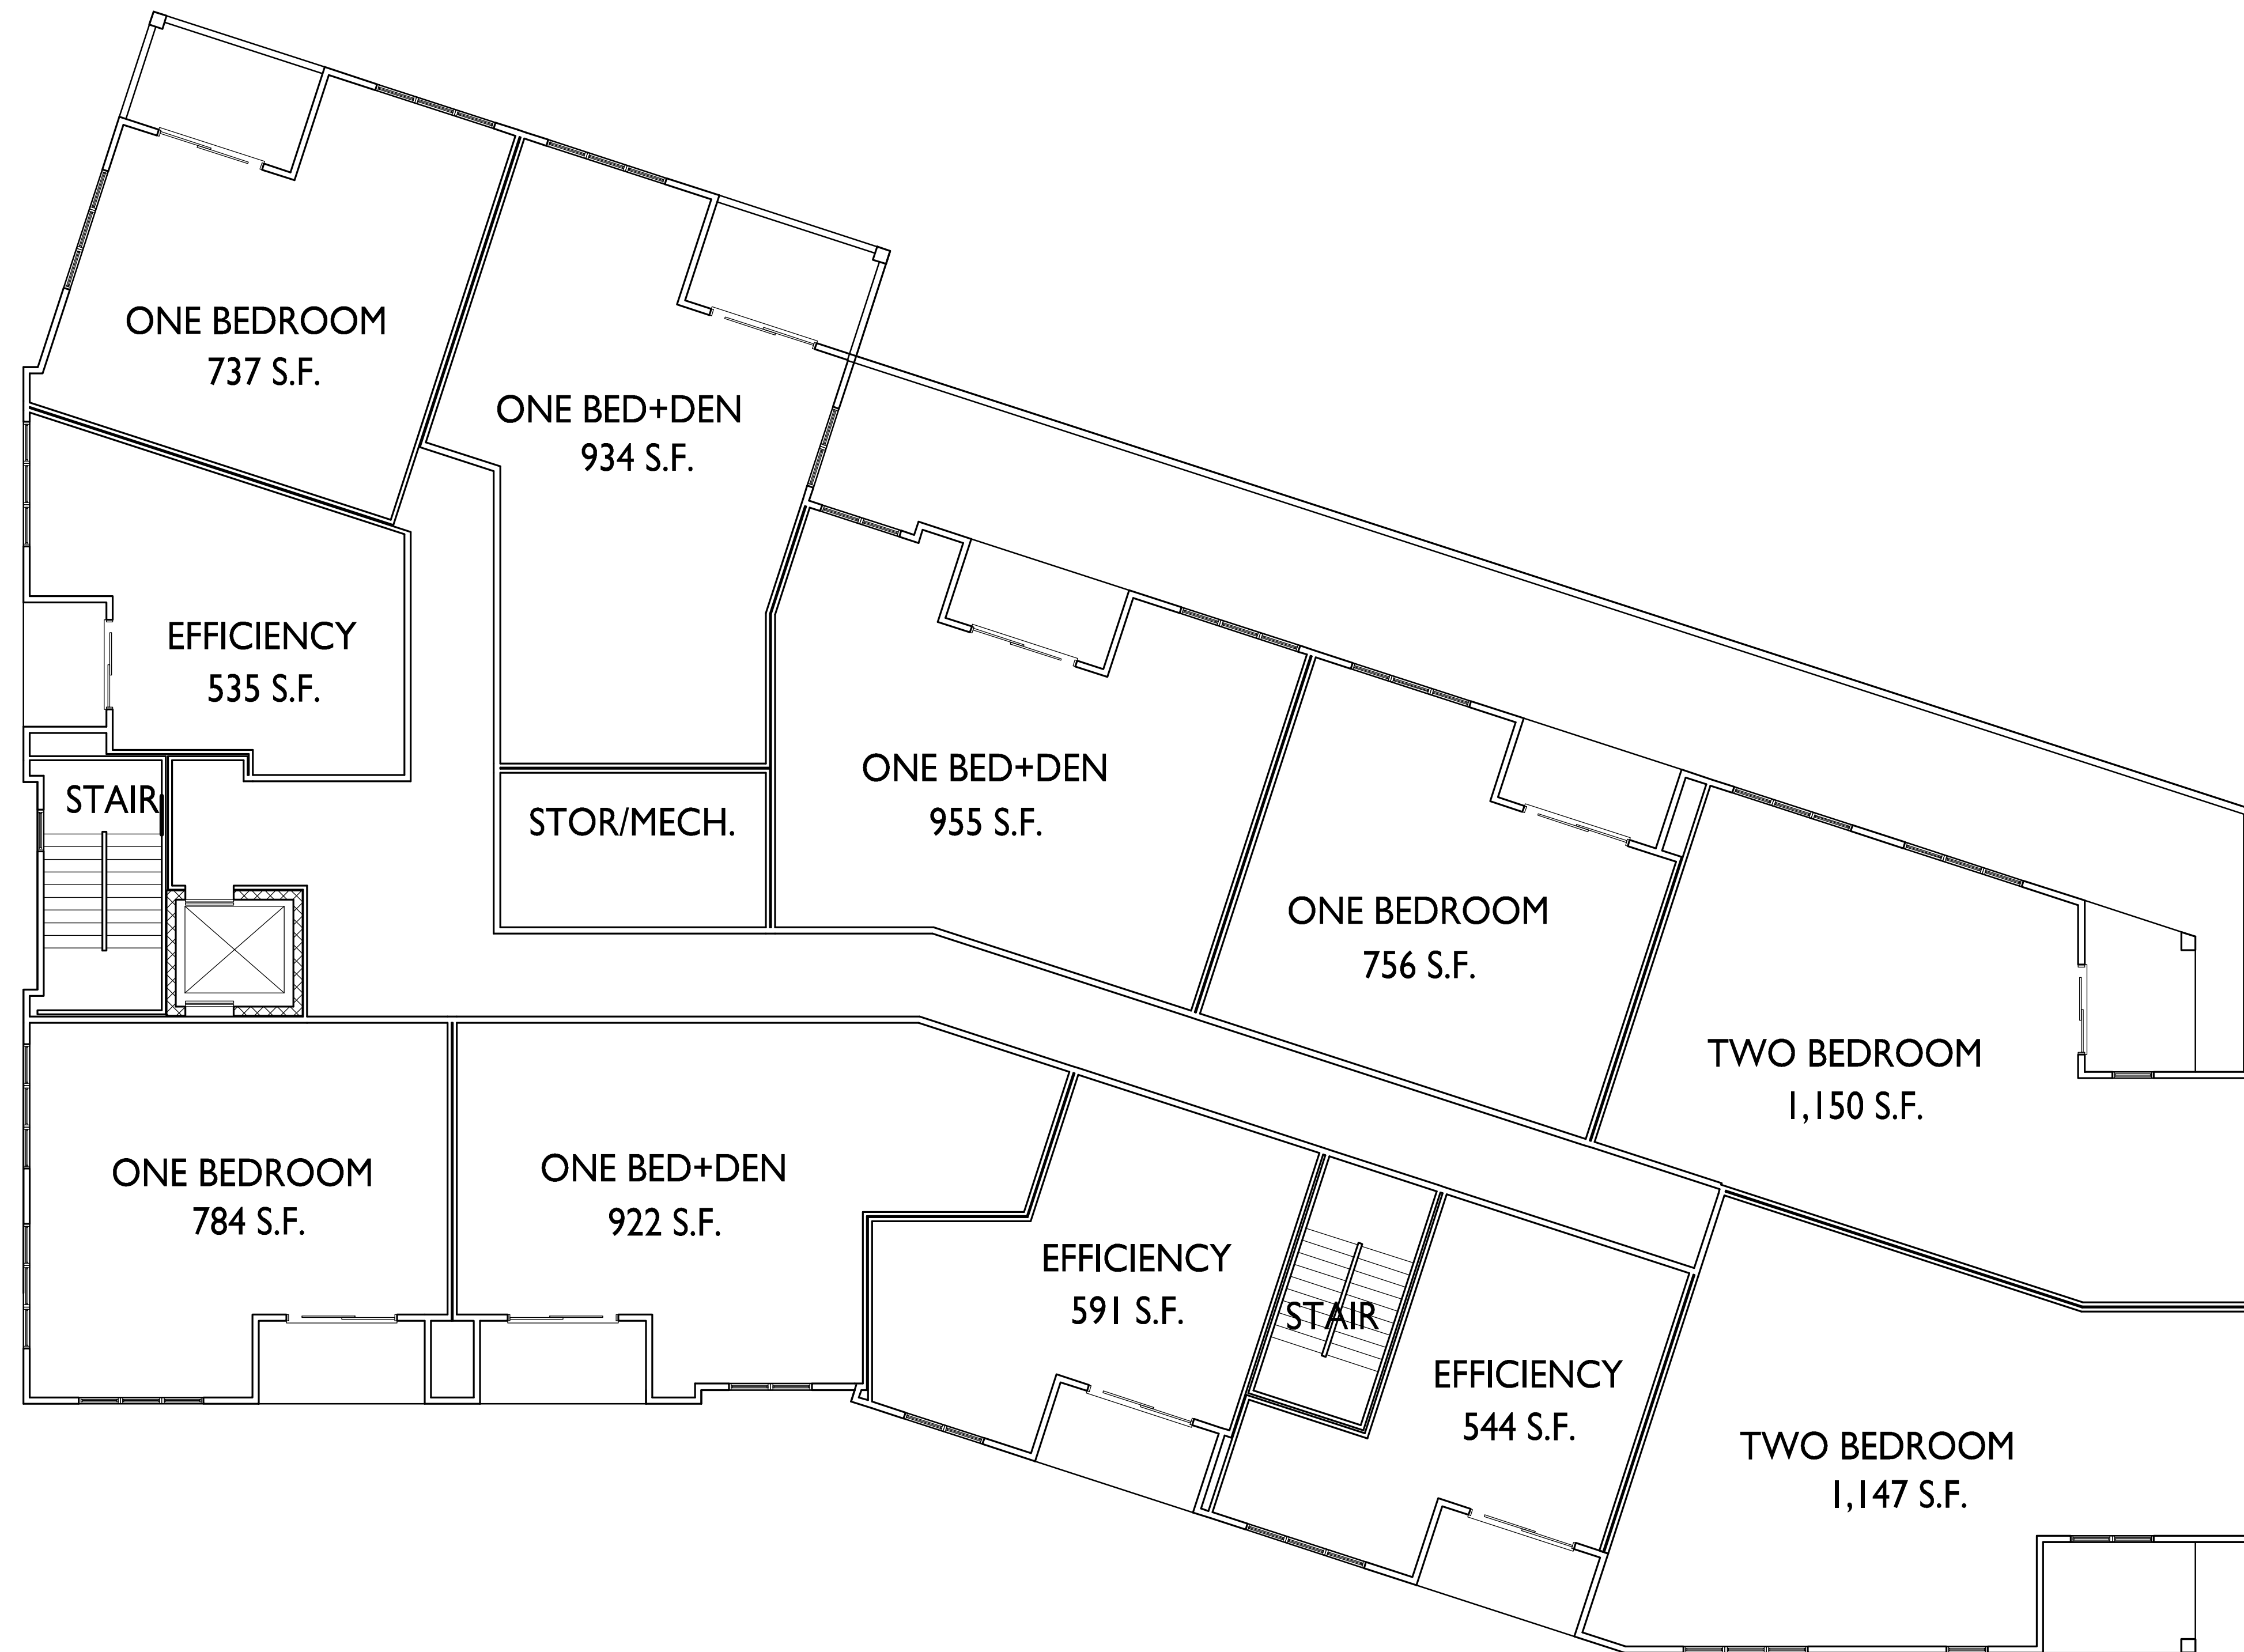 ONE BEDROOM
737 S.F.
ONE BED+DEN
934 S.F.
EFFICIENCY
535 S.F.
STAIR
STOR/MECH.
ONE BED+DEN
955 S.F.
ONE BEDROOM
756 S.F.
TWO BEDROOM
1,150 S.F.
ONE BEDROOM
784 S.F.
ONE BED+DEN
922 S.F.
EFFICIENCY
591 S.F.
STAIR
EFFICIENCY
544 S.F.
TWO BEDROOM
1,147 S.F.